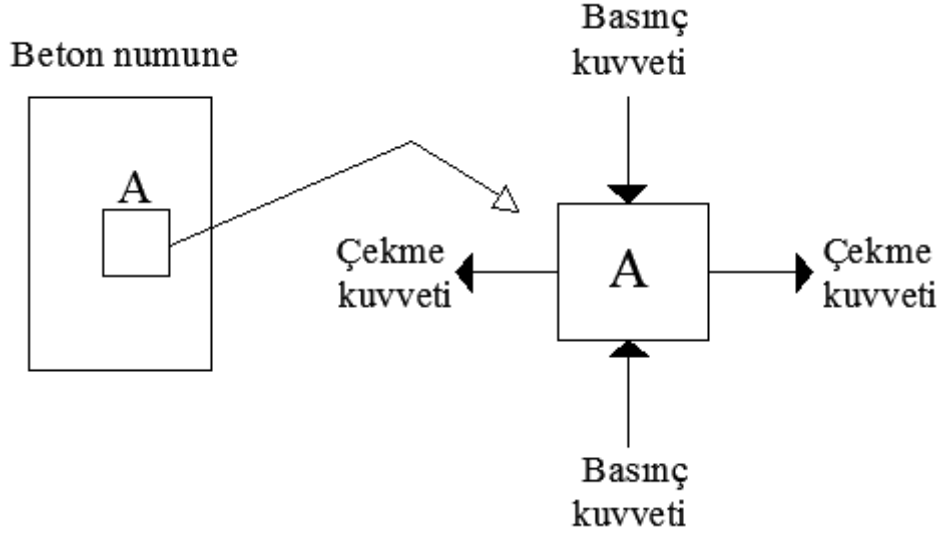 Beton numune
A
Basınç
kuvveti
Çekme
kuvveti
A
Çekme
kuvveti
Basınç
kuvveti